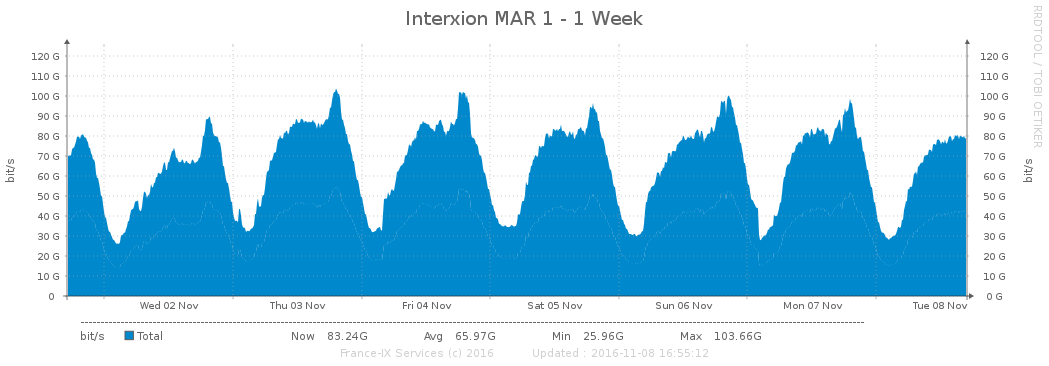 Interxion MAR 1 - 1 Week
RRDTOOL / TOBI OETIKER
120 G 120 G
110 G 110 G
100 G 100 G
90 G 90 G
80 G 80 G
70 G 70 G
60 G 60 G
50 G 50 G
40 G 40 G
30 G 30 G
20 G 20 G
10 G 10 G
0 0 G
bit/s
bit/s
Wed 02 Nov Thu 03 Nov Fri 04 Nov Sat 05 Nov Sun 06 Nov Mon 07 Nov Tue 08 Nov
bit/s Total Now 83.24G Avg 65.97G Min 25.96G Max 103.66G
France-IX Services (c) 2016 Updated : 2016-11-08 16:55:12